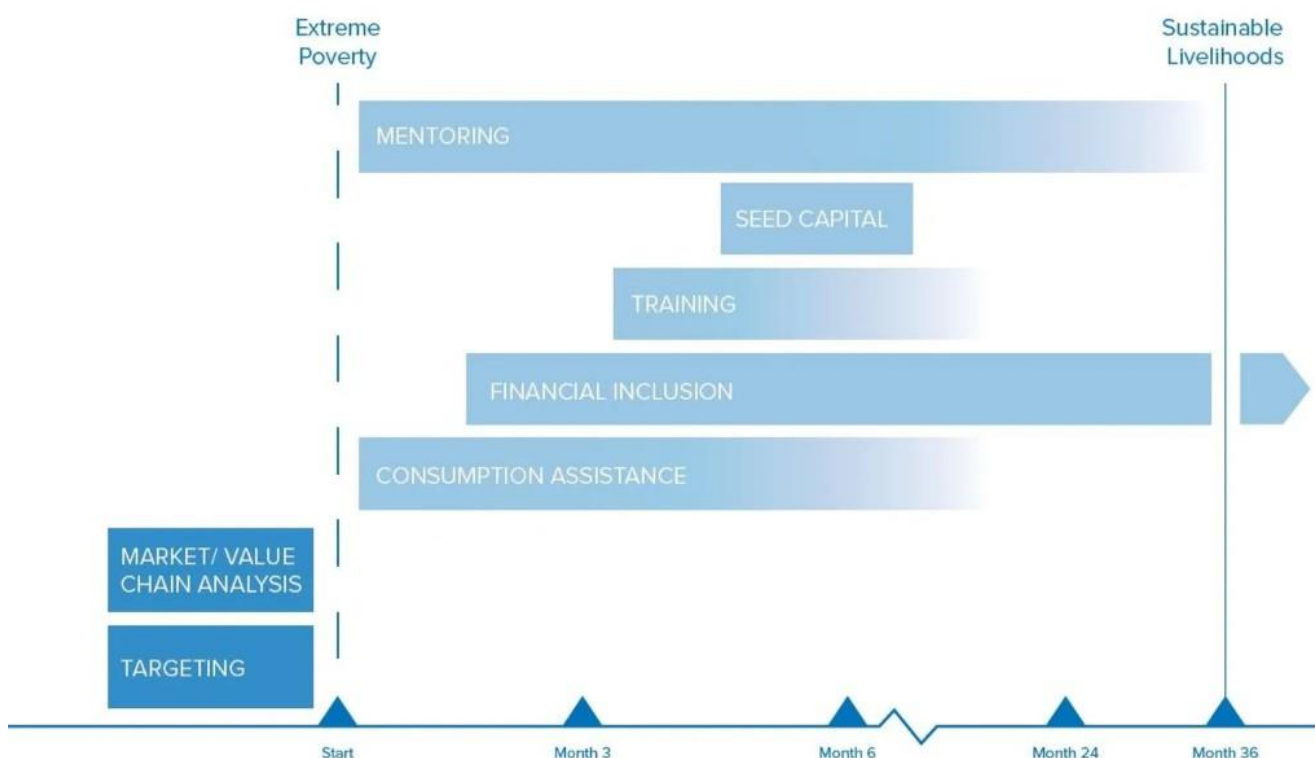 Extreme
Poverty
Sustainable
Livelihoods
MENTORING
SEED CAPITAL
TRAINING
FINANCIAL INCLUSION
CONSUMPTION ASSISTANCE
MARKET/ VALUE
CHAIN ANALYSIS
TARGETING
Start
Month 3
Month 6
Month 24
Month 36